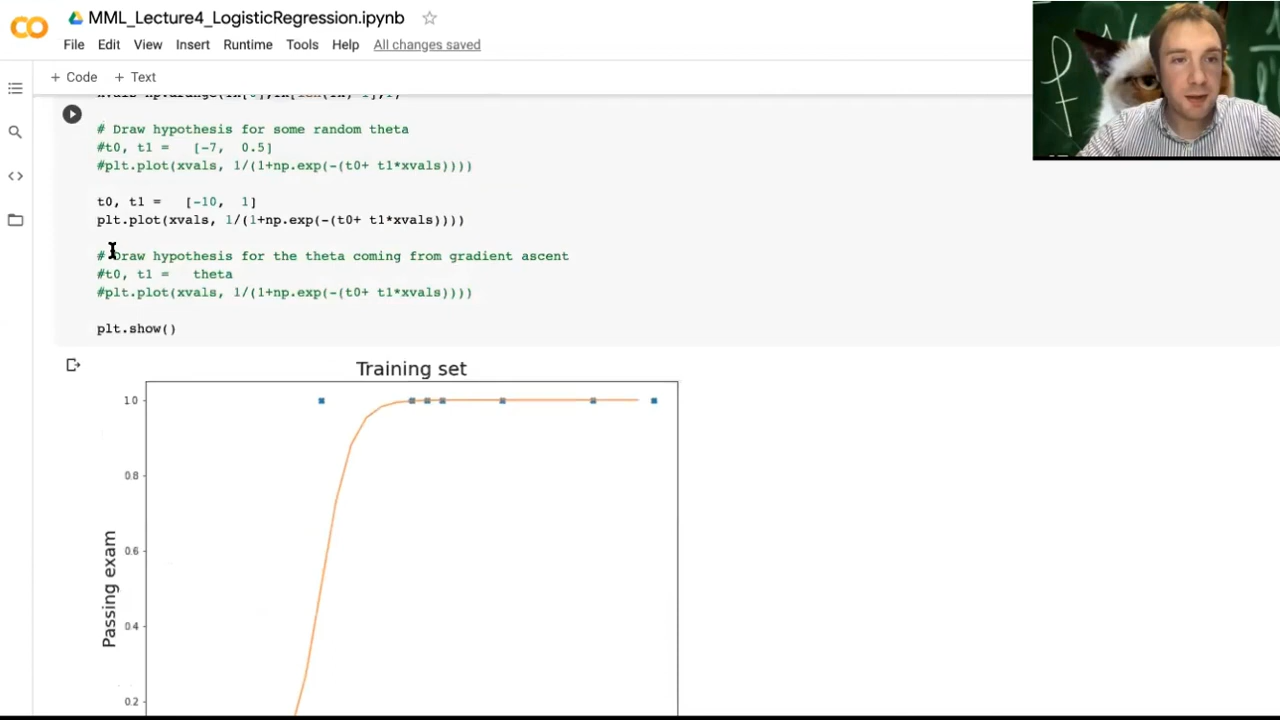 MML_Lecture4_LogisticRegression.ipynb
File Edit View Insert Runtime Tools Help All changes saved
+ Code + Text
# Draw hypothesis for some random theta
#t0, t1 = [-7, 0.5]
#plt.plot(xvals, 1/(1+np.exp(-(t0+ t1*xvals))))
t0, t1 = [-10, 1]
plt.plot(xvals, 1/(1+np.exp(-(t0+ t1*xvals))))
# Draw hypothesis for the theta coming from gradient ascent
#t0, t1 = theta
#plt.plot(xvals, 1/(1+np.exp(-(t0+ t1*xvals))))
plt.show()
Training set
1.0
0.8
0.6
0.4
0.2
Passing exam